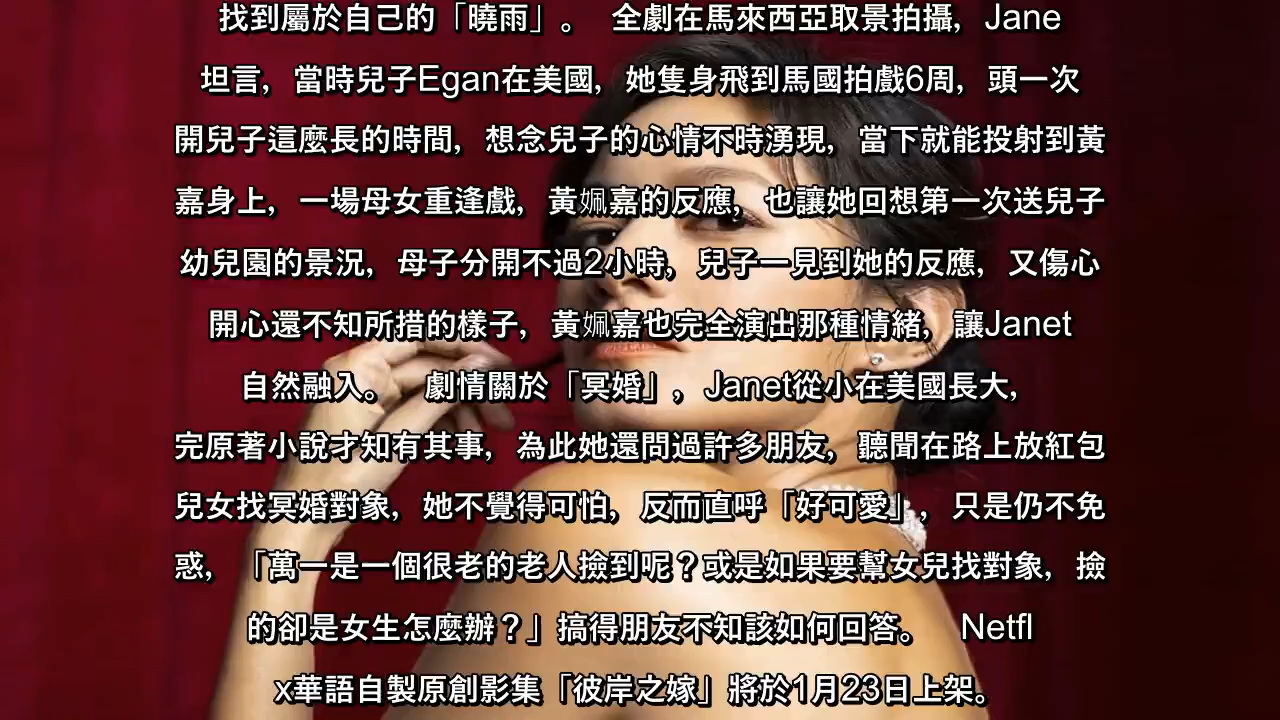 找到屬於自己的「曉雨」。 全劇在馬來西亞取景拍攝，Jane
坦言，當時兒子Egan在美國，她隻身飛到馬國拍戲6周，頭一次
開兒子這麼長的時間，想念兒子的心情不時湧現，當下就能投射到黃
嘉身上，一場母女重逢戲，黃姵嘉的反應，也讓她回想第一次送兒子
幼兒園的景況，母子分開不過2小時，兒子一見到她的反應，又傷心
開心還不知所措的樣子，黃姵嘉也完全演出那種情緒，讓Janet
自然融入。 劇情關於「冥婚」，Janet從小在美國長大，
完原著小說才知有其事，為此她還問過許多朋友，聽聞在路上放紅包
兒女找冥婚對象，她不覺得可怕，反而直呼「好可愛」，只是仍不免
惑，「萬一是一個很老的老人撿到呢？或是如果要幫女兒找對象，撿
的卻是女生怎麼辦？」搞得朋友不知該如何回答。 Netfl
x華語自製原創影集「彼岸之嫁」將於1月23日上架。